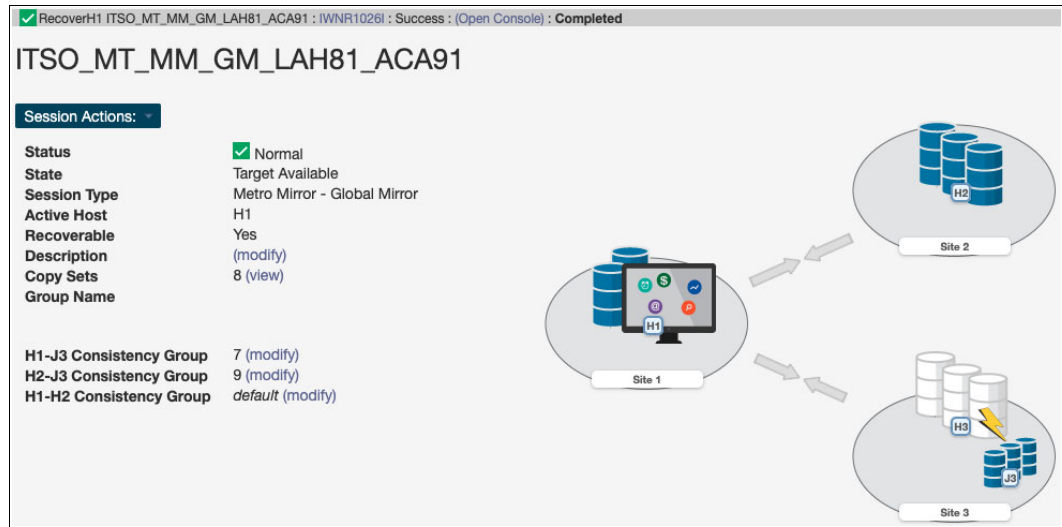 RecoverH1 ITSO_MT_MM_GM_LAH81_ACA91 : IWNR1026I : Success : (Open Console) : Completed
ITSO_MT_MM_GM_LAH81_ACA91
Session Actions:
Status Normal
State Target Available
Session Type Metro Mirror - Global Mirror
Active Host H1
Recoverable Yes
Description (modify)
Copy Sets 8 (view)
Group Name
H1-J3 Consistency Group 7 (modify)
H2-J3 Consistency Group 9 (modify)
H1-H2 Consistency Group default (modify)
H2
Site 2
$
@
H1
Site 1
H3
J3
Site 3